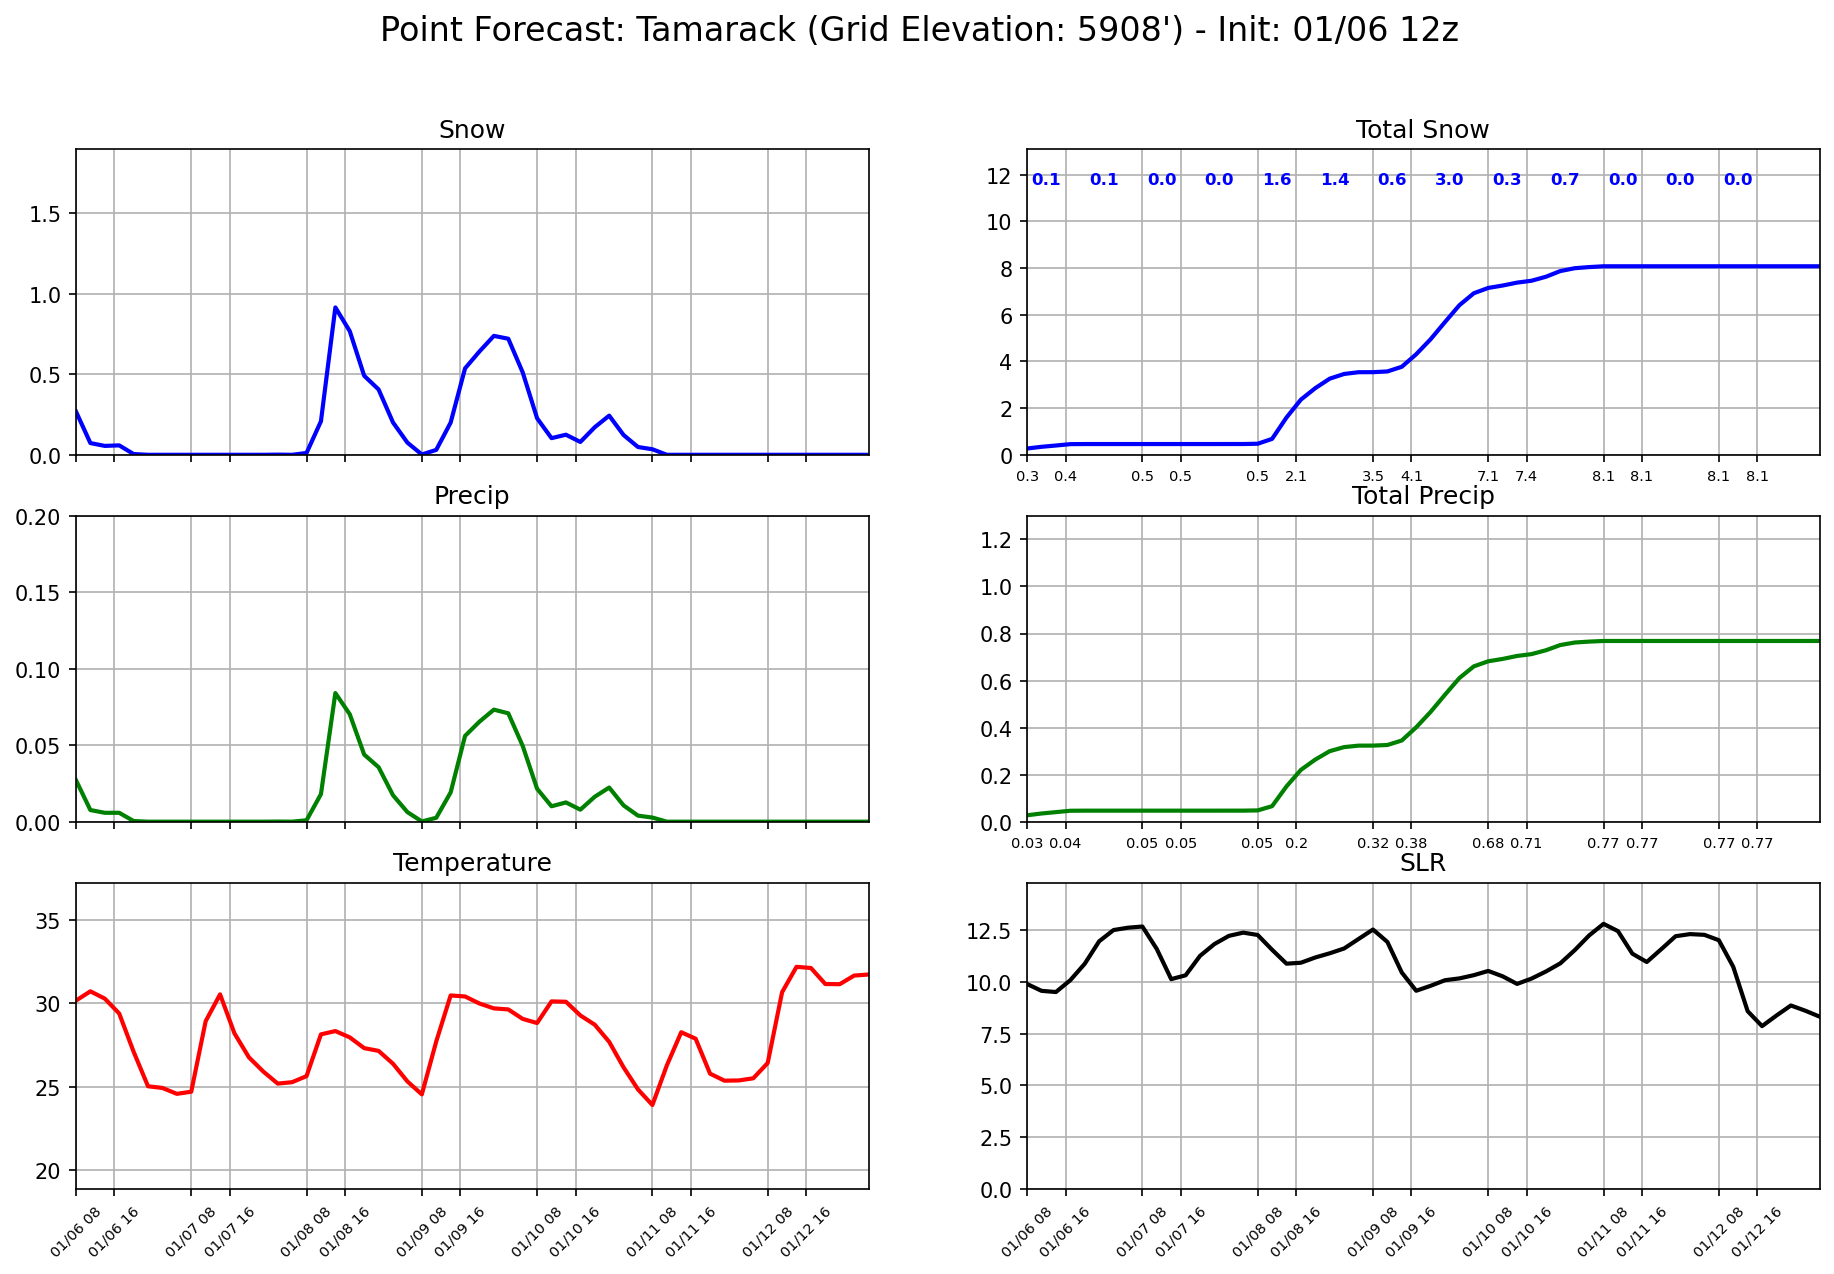 Point Forecast: Tamarack (Grid Elevation: 5908') - Init: 01/06 12z
Snow
1.5
1.0
0.5
0.0
Total Snow
12
10
8
6
4
2
0
0.1 0.1 0.0 0.0 1.6 1.4 0.6 3.0 0.3 0.7 0.0 0.0 0.0
0.3 0.4 0.5 0.5 0.5 2.1 3.5 4.1 7.1 7.4 8.1 8.1 8.1 8.1
Precip
0.20
0.15
0.10
0.05
0.00
Total Precip
1.2
1.0
0.8
0.6
0.4
0.2
0.0
0.03 0.04 0.05 0.05 0.05 0.2 0.32 0.38 0.68 0.71 0.77 0.77 0.77 0.77
Temperature
35
30
25
20
01/06 08 01/06 16 01/07 08 01/07 16 01/08 08 01/08 16 01/09 08 01/09 16 01/10 08 01/10 16 01/11 08 01/11 16 01/12 08 01/12 16
SLR
12.5
10.0
7.5
5.0
2.5
0.0
01/06 08 01/06 16 01/07 08 01/07 16 01/08 08 01/08 16 01/09 08 01/09 16 01/10 08 01/10 16 01/11 08 01/11 16 01/12 08 01/12 16